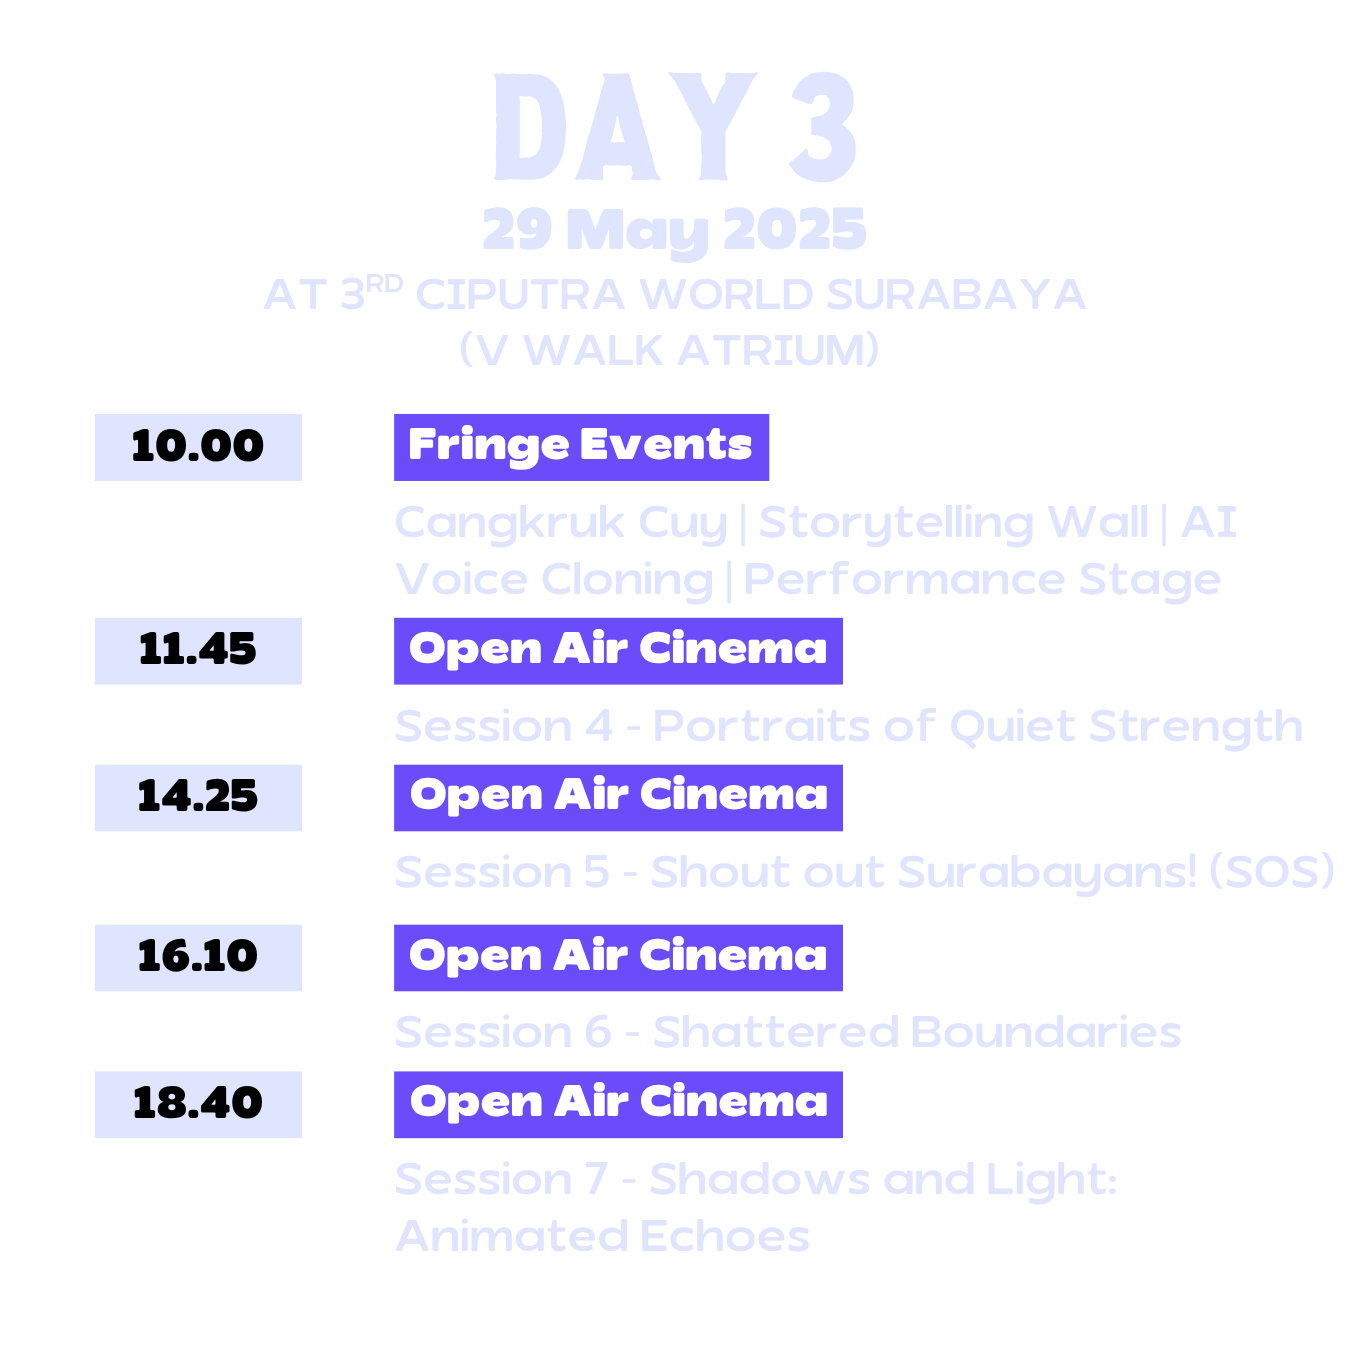 DAY 3
29 May 2025
AT 3RD CIPUTRA WORLD SURABAYA
(V WALK ATRIUM)
10.00 Fringe Events
Cangkruk Cuy | Storytelling Wall | AI
Voice Cloning | Performance Stage
11.45 Open Air Cinema
Session 4 - Portraits of Quiet Strength
14.25 Open Air Cinema
Session 5 - Shout out Surabayans! (SOS)
16.10 Open Air Cinema
Session 6 - Shattered Boundaries
18.40 Open Air Cinema
Session 7 - Shadows and Light:
Animated Echoes